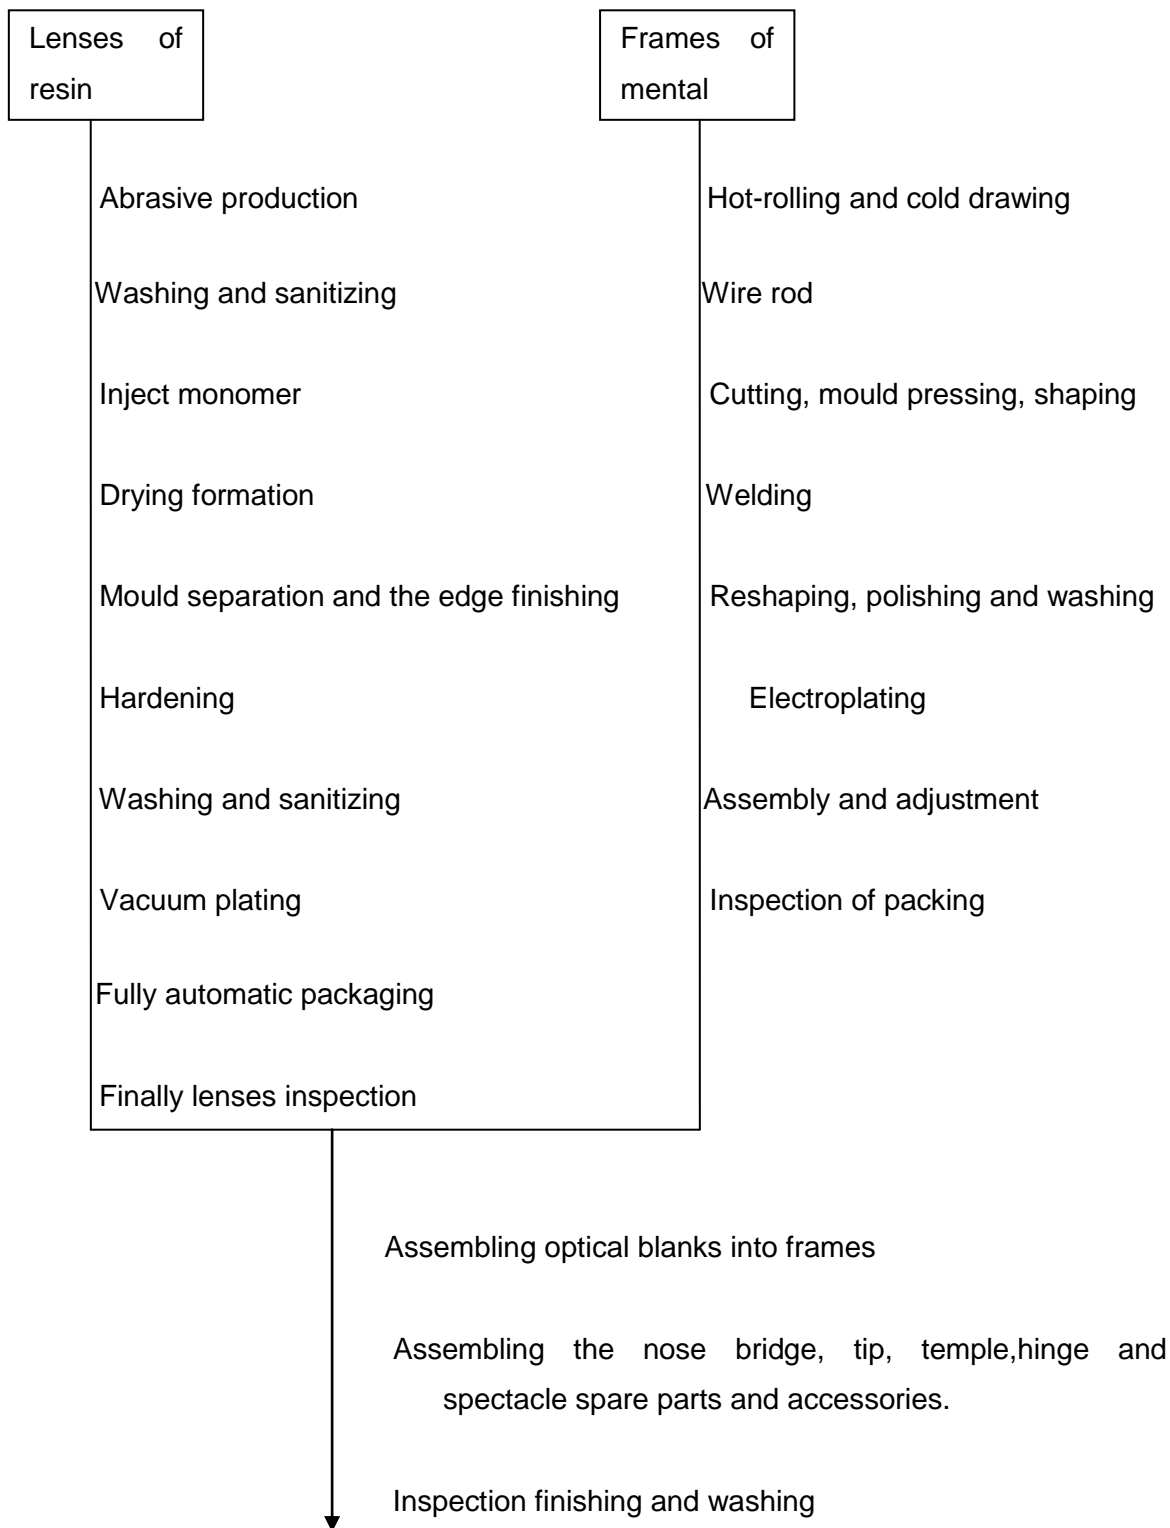 Lenses of
resin
Abrasive production
Washing and sanitizing
Inject monomer
Drying formation
Mould separation and the edge finishing
Hardening
Washing and sanitizing
Vacuum plating
Fully automatic packaging
Finally lenses inspection
Frames of
mental
Hot-rolling and cold drawing
Wire rod
Cutting, mould pressing, shaping
Welding
Reshaping, polishing and washing
Electroplating
Assembly and adjustment
Inspection of packing
Assembling optical blanks into frames
Assembling the nose bridge, tip, temple,hinge and
spectacle spare parts and accessories.
Inspection finishing and washing